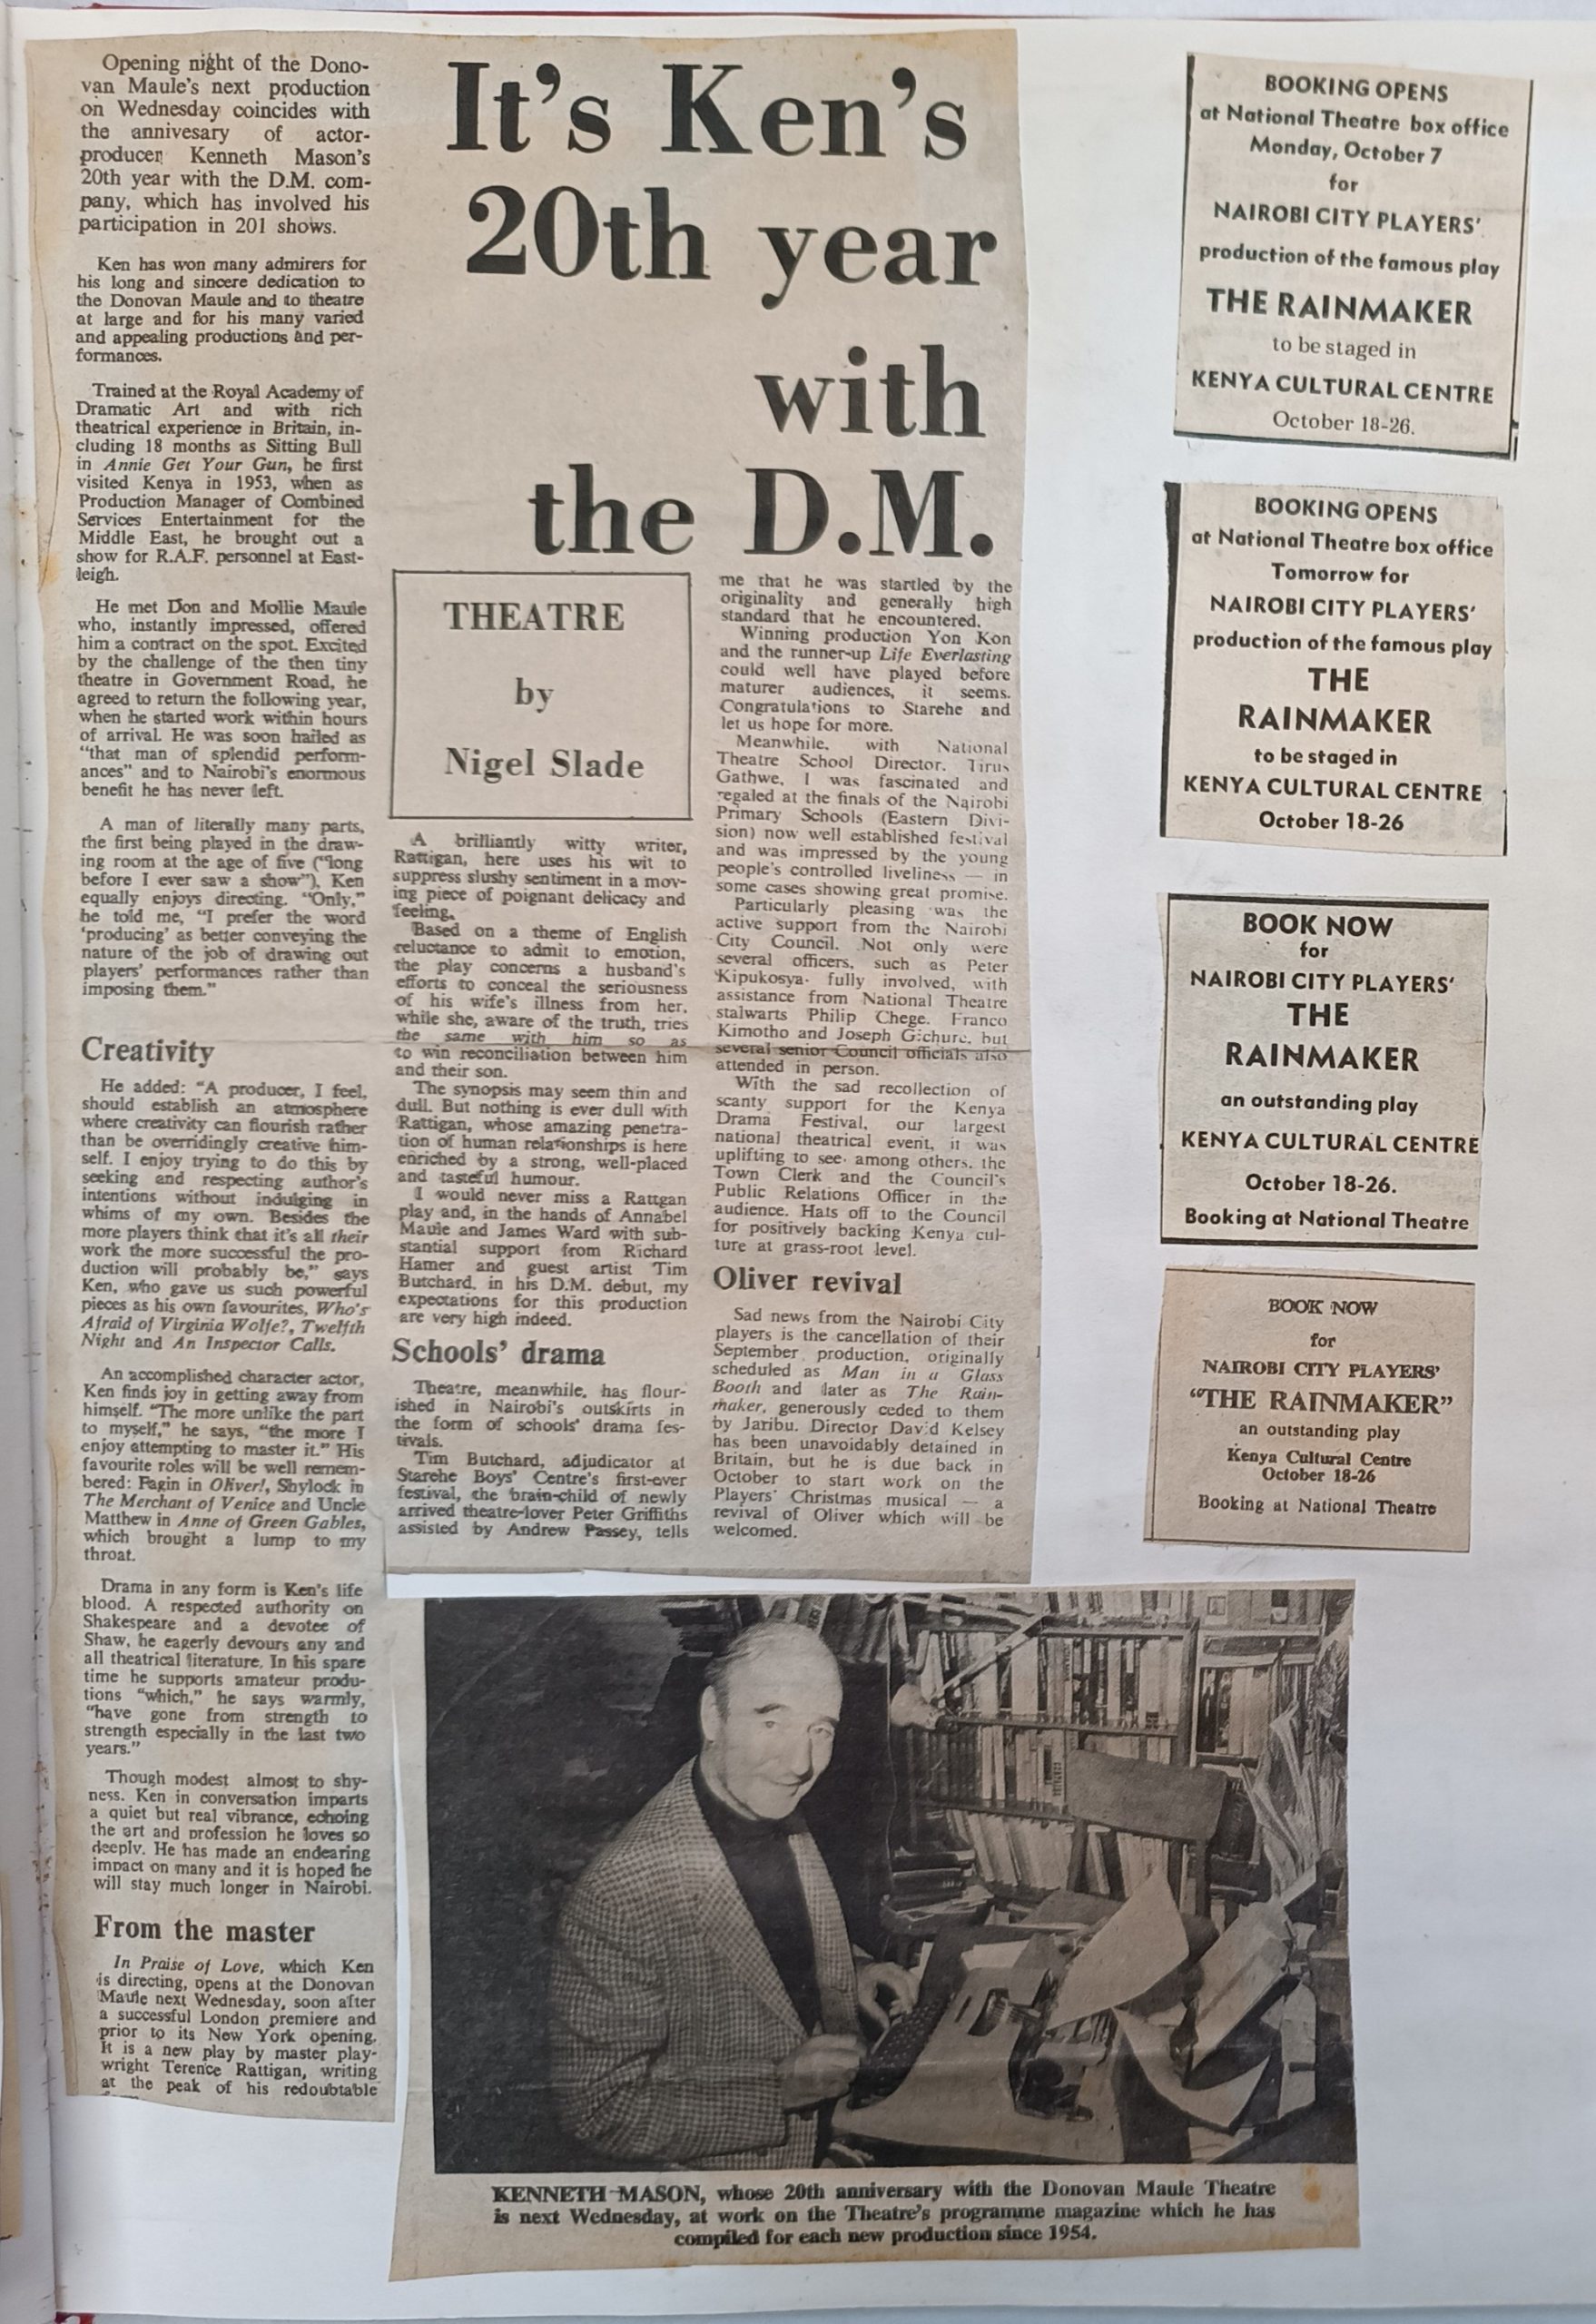 Opening night of the Dono-
van Maule's next production
on Wednesday coincides with
the annivesary of actor-
producer Kenneth Mason's
20th year with the D.M. com-
pany, which has involved his
participation in 201 shows.
Ken has won many admirers for
his long and sincere dedication to
the Donovan Maule and to theatre
at large and for his many varied
and appealing productions and per-
formances.
Trained at the Royal Academy of
Dramatic Art and with rich
theatrical experience in Britain, in-
cluding 18 months as Sitting Bull
in Annie Get Your Gun, he first
visited Kenya in 1953, when as
Production Manager of Combined
Services Entertainment for the
Middle East, he brought out a
show for R.A.F. personnel at East-
leigh.
He met Don and Mollie Maule
who, instantly impressed, offered
him a contract on the spot. Excited
by the challenge of the then tiny
theatre in Government Road, he
agreed to return the following year,
when he started work within hours
of arrival. He was soon hailed as
"that man of splendid perform-
ances" and to Nairobi's enormous
benefit he has never left.
A man of literally many parts,
the first being played in the draw-
ing room at the age of five ("long
before I ever saw a show"), Ken
equally enjoys directing. "Only,"
he told me, "I prefer the word
'producing' as better conveying the
nature of the job of drawing out
players' performances rather than
imposing them."
Creativity
He added: "A producer, I feel,
should establish an atmosphere
where creativity can flourish rather
than be overridingly creative him-
self. I enjoy trying to do this by
seeking and respecting author's
intentions without indulging in
whims of my own. Besides the
more players think that it's all their
work the more successful the pro-
duction will probably be," says
Ken, who gave us such powerful
pieces as his own favourites, Who's
Afraid of Virginia Wolfe?, Twelfth
Night and An Inspector Calls.
An accomplished character actor,
Ken finds joy in getting away from
himself. "The more unlike the part
to myself," he says, "the more I
enjoy attempting to master it." His
favourite roles will be well remem-
bered: Fagin in Oliver!, Shylock in
The Merchant of Venice and Uncle
Matthew in Anne of Green Gables,
which brought a lump to my
throat.
Drama in any form is Ken's life
blood. A respected authority on
Shakespeare and a devotee of
Shaw, he eagerly devours any and
all theatrical literature. In his spare
time he supports amateur produ-
tions "which," he says warmly,
"have gone from strength to
strength especially in the last two
years."
Though modest almost to shy-
ness. Ken in conversation imparts
a quiet but real vibrance, echoing
the art and profession he loves so
deeply. He has made an endearing
impact on many and it is hoped he
will stay much longer in Nairobi.
From the master
In Praise of Love, which Ken
is directing, opens at the Donovan
Maule next Wednesday, soon after
a successful London premiere and
prior to its New York opening.
It is a new play by master play-
wright Terence Rattigan, writing
at the peak of his redoubtable
It's Ken's
20th year
with
the D.M.
THEATRE
by
Nigel Slade
A brilliantly witty writer,
Rattigan, here uses his wit to
suppress slushy sentiment in a mov-
ing piece of poignant delicacy and
feeling.
Based on a theme of English
reluctance to admit to emotion,
the play concerns a husband's
efforts to conceal the seriousness
of his wife's illness from her,
while she, aware of the truth, tries
the same with him so as
to win reconciliation between him
and their son.
The synopsis may seem thin and
dull. But nothing is ever dull with
Rattigan, whose amazing penetra-
tion of human relationships is here
enriched by a strong, well-placed
and tasteful humour.
I would never miss a Rattgan
play and, in the hands of Annabel
Maule and James Ward with sub-
stantial support from Richard
Hamer and guest artist Tim
Butchard, in his D.M. debut, my
expectations for this production
are very high indeed.
Schools' drama
Theatre, meanwhile, has flour-
ished in Nairobi's outskirts in
the form of schools' drama fes-
tivals.
Tim Butchard, adjudicator at
Starehe Boys' Centre's first-ever
festival, the brain-child of newly
arrived theatre-lover Peter Griffiths
assisted by Andrew Passey, tells
me that he was startled by the
originality and generally high
standard that he encountered.
Winning production Yon Kon
and the runner-up Life Everlasting
could well have played before
maturer audiences, it seems.
Congratulations to Starehe and
let us hope for more.
Meanwhile, with National
Theatre School Director, Tirus
Gathwe, I was fascinated and
regaled at the finals of the Nairobi
Primary Schools (Eastern Divi-
sion) now well established festival
and was impressed by the young
people's controlled liveliness — in
some cases showing great promise.
Particularly pleasing was the
active support from the Nairobi
City Council. Not only were
several officers, such as Peter
Kipukosya. fully involved, with
assistance from National Theatre
stalwarts Philip Chege. Franco
Kimotho and Joseph Gichure, but
several senior Council officials also
attended in person.
With the sad recollection of
scanty support for the Kenya
Drama Festival, our largest
national theatrical event, it was
uplifting to see. among others, the
Town Clerk and the Council's
Public Relations Officer in the
audience. Hats off to the Council
for positively backing Kenya cul-
ture at grass-root level.
Oliver revival
Sad news from the Nairobi City
players is the cancellation of their
September production, originally
scheduled as Man in a Glass
Booth and later as The Rain-
maker, generously ceded to them
by Jaribu. Director David Kelsey
has been unavoidably detained in
Britain, but he is due back in
October to start work on the
Players' Christmas musical — a
revival of Oliver which will be
welcomed.
KENNETH MASON, whose 20th anniversary with the Donovan Maule Theatre
is next Wednesday, at work on the Theatre's programme magazine which he has
compiled for each new production since 1954.
BOOKING OPENS
at National Theatre box office
Monday, October 7
for
NAIROBI CITY PLAYERS'
production of the famous play
THE RAINMAKER
to be staged in
KENYA CULTURAL CENTRE
October 18-26.
BOOKING OPENS
at National Theatre box office
Tomorrow for
NAIROBI CITY PLAYERS'
production of the famous play
THE
RAINMAKER
to be staged in
KENYA CULTURAL CENTRE
October 18-26
BOOK NOW
for
NAIROBI CITY PLAYERS'
THE
RAINMAKER
an outstanding play
KENYA CULTURAL CENTRE
October 18-26.
Booking at National Theatre
BOOK NOW
for
NAIROBI CITY PLAYERS'
"THE RAINMAKER"
an outstanding play
Kenya Cultural Centre
October 18-26
Booking at National Theatre